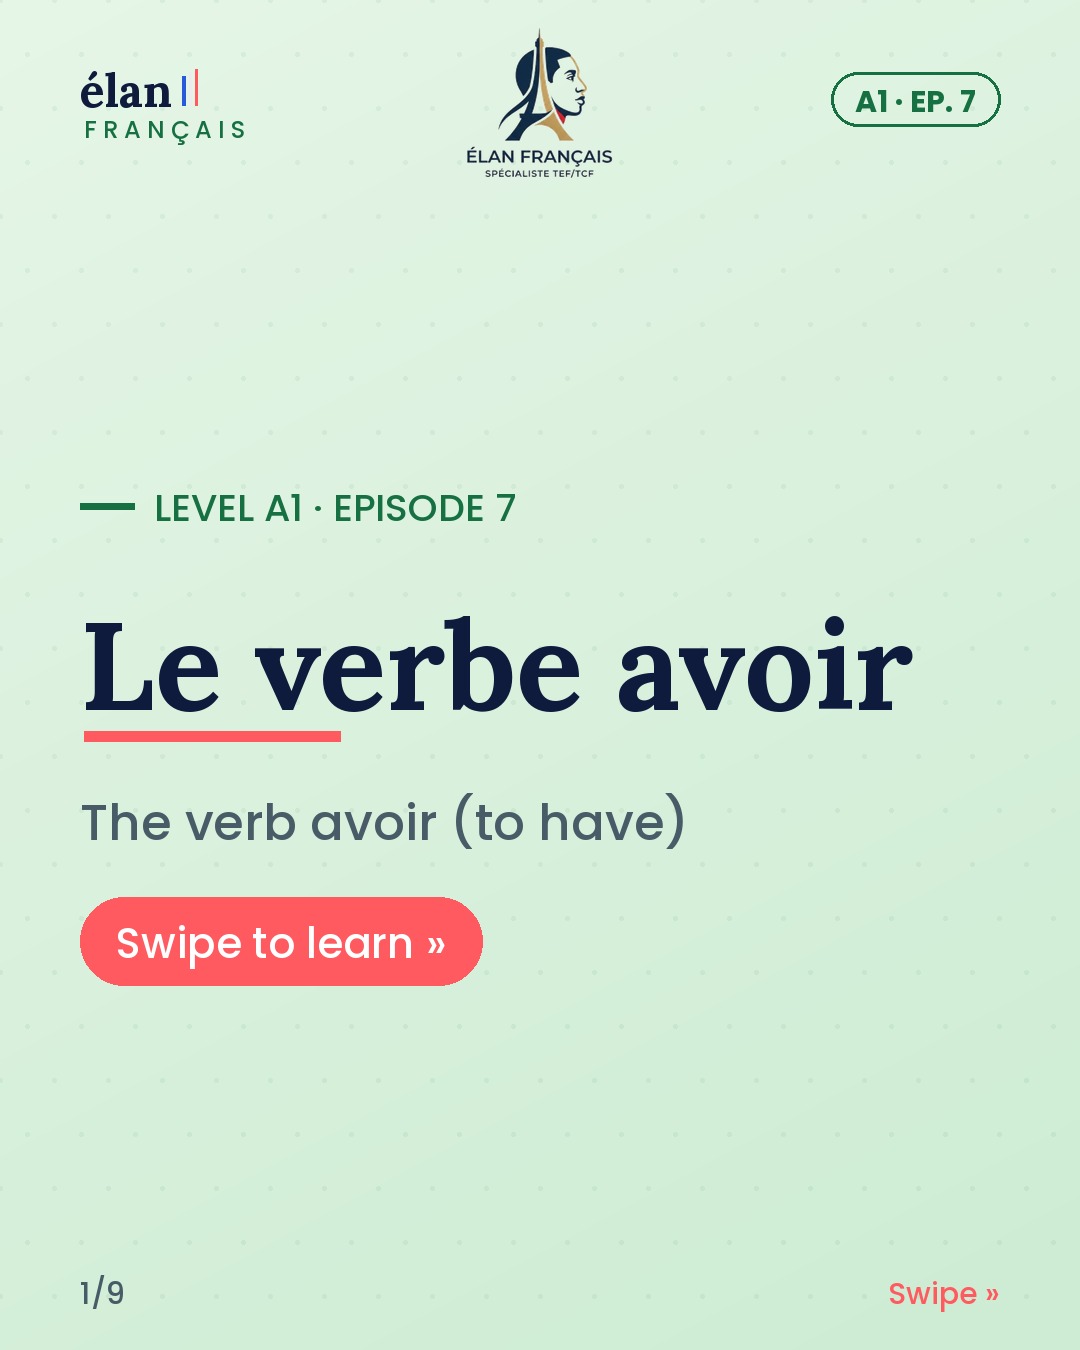 élan
FRANÇAIS
ÉLAN FRANÇAIS
SPÉCIALISTE TEF/TCF
A1 · EP. 7
LEVEL A1 · EPISODE 7
Le verbe avoir
The verb avoir (to have)
Swipe to learn »
1/9
Swipe »